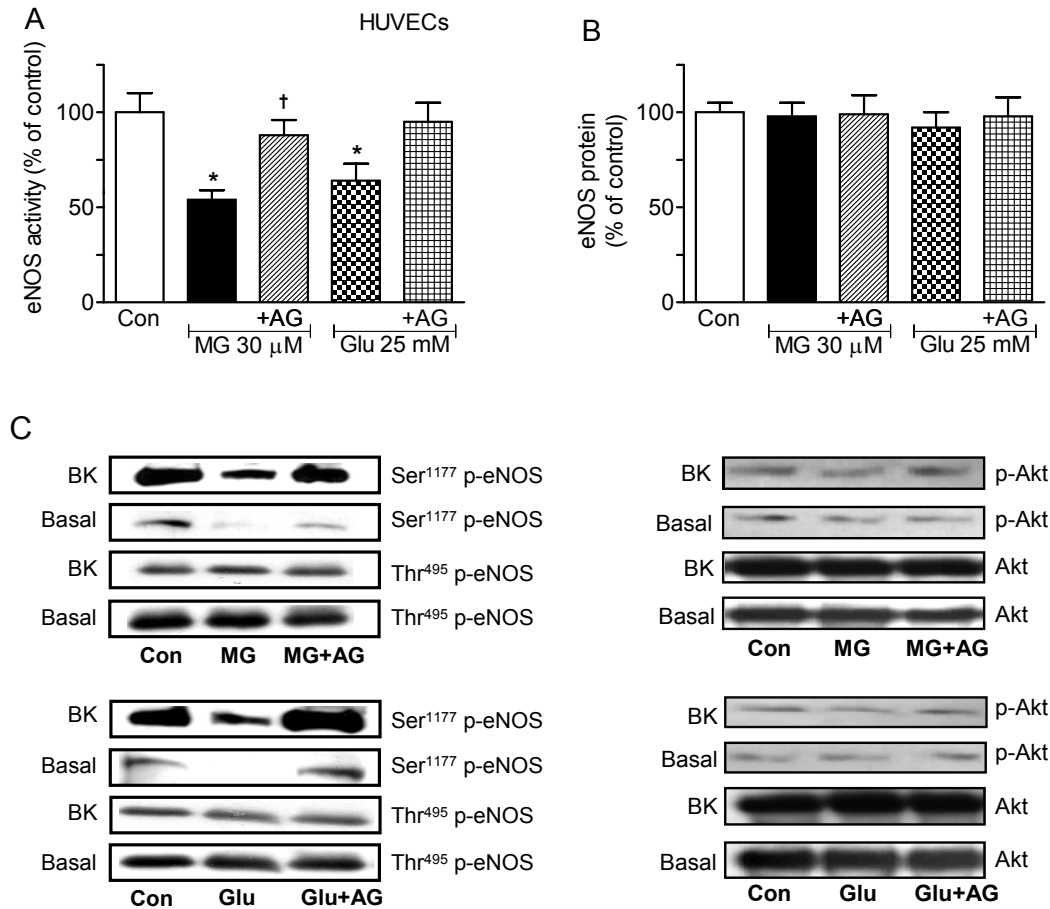 A
HUVECs
eNOS activity (% of control)
100
50
0
*
†
*
Con
+AG
+AG
MG 30 μM
Glu 25 mM
B
eNOS protein
(% of control)
100
50
0
Con
+AG
+AG
MG 30 μM
Glu 25 mM
C
BK
Ser1177 p-eNOS
Basal
Ser1177 p-eNOS
BK
Thr495 p-eNOS
Basal
Thr495 p-eNOS
Con MG MG+AG
BK
p-Akt
Basal
p-Akt
BK
Akt
Basal
Akt
Con MG MG+AG
BK
Ser1177 p-eNOS
Basal
Ser1177 p-eNOS
BK
Thr495 p-eNOS
Basal
Thr495 p-eNOS
Con Glu Glu+AG
BK
p-Akt
Basal
p-Akt
BK
Akt
Basal
Akt
Con Glu Glu+AG